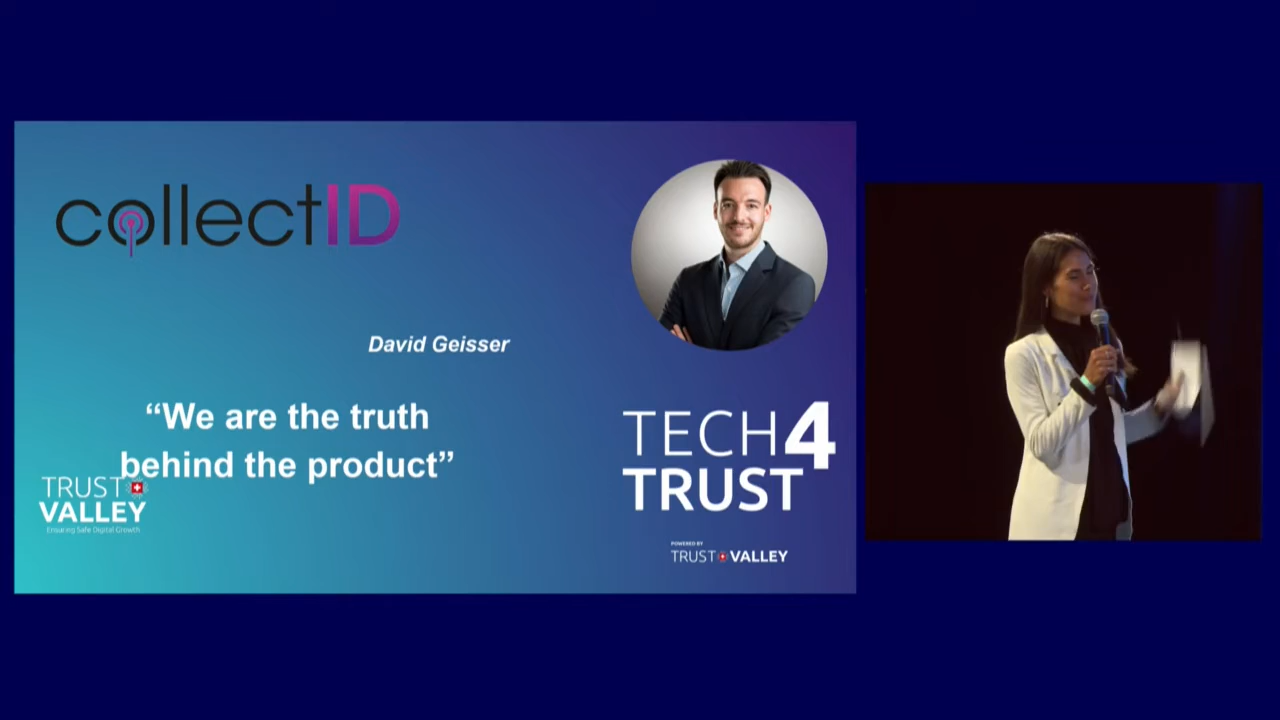 collectID
David Geisser
“We are the truth
behind the product”
TRUST VALLEY
Ensuring Safe Digital Growth
TECH4
TRUST
POWERED BY
TRUST VALLEY